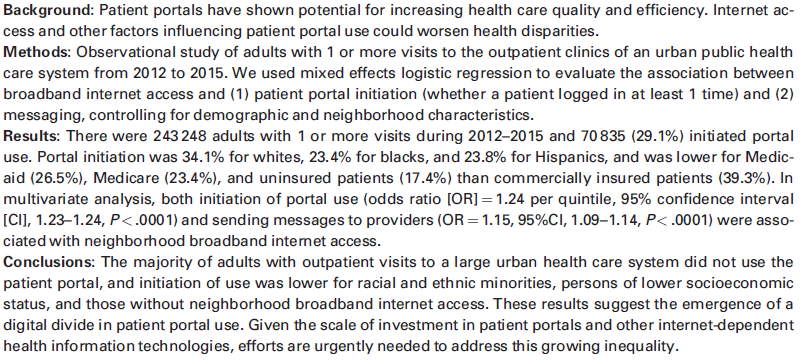 Background: Patient portals have shown potential for increasing health care quality and efficiency. Internet ac-
cess and other factors influencing patient portal use could worsen health disparities.
Methods: Observational study of adults with 1 or more visits to the outpatient clinics of an urban public health
care system from 2012 to 2015. We used mixed effects logistic regression to evaluate the association between
broadband internet access and (1) patient portal initiation (whether a patient logged in at least 1 time) and (2)
messaging, controlling for demographic and neighborhood characteristics.
Results: There were 243 248 adults with 1 or more visits during 2012–2015 and 70 835 (29.1%) initiated portal
use. Portal initiation was 34.1% for whites, 23.4% for blacks, and 23.8% for Hispanics, and was lower for Medic-
aid (26.5%), Medicare (23.4%), and uninsured patients (17.4%) than commercially insured patients (39.3%). In
multivariate analysis, both initiation of portal use (odds ratio [OR] = 1.24 per quintile, 95% confidence interval
[CI], 1.23–1.24, P < .0001) and sending messages to providers (OR = 1.15, 95%CI, 1.09–1.14, P < .0001) were asso-
ciated with neighborhood broadband internet access.
Conclusions: The majority of adults with outpatient visits to a large urban health care system did not use the
patient portal, and initiation of use was lower for racial and ethnic minorities, persons of lower socioeconomic
status, and those without neighborhood broadband internet access. These results suggest the emergence of a
digital divide in patient portal use. Given the scale of investment in patient portals and other internet-dependent
health information technologies, efforts are urgently needed to address this growing inequality.